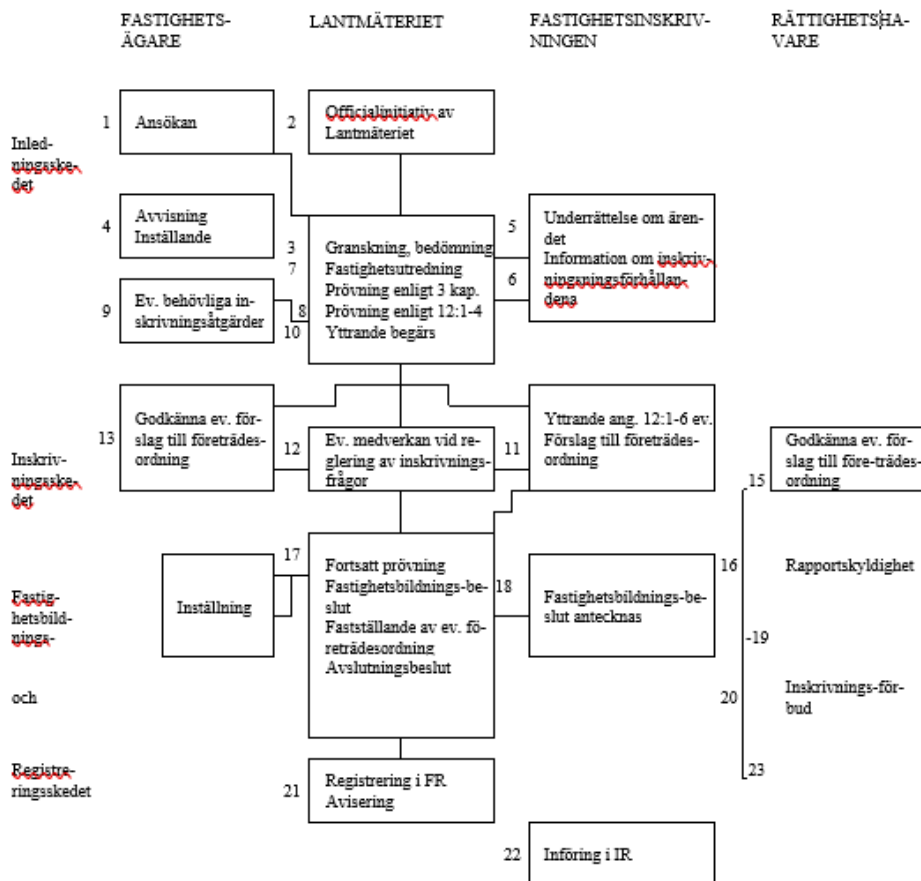 FASTIGHETS-
ÄGARE
LANTMÄTERIET
FASTIGHETSINSKRIV-
NINGEN
RÄTTIGHETSHA-
VARE
Inled-
ningsske-
det
1
Ansökan
2
Officialinitiativ av
Lantmäteriet
4
Avvisning
Inställande
3
7
8
10
Granskning, bedömning
Fastighetsutredning
Prövning enligt 3 kap.
Prövning enligt 12:1-4
Yttrande begärs
5
6
Underrättelse om ären-
det
Information om inskriv-
ningsningsförhållan-
dena
9
Ev. behövliga in-
skrivningsåtgärder
Inskriv-
ningsske-
det
13
Godkänna ev. för-
slag till företrädes-
ordning
12
Ev. medverkan vid re-
glering av inskrivnings-
frågor
11
Yttrande ang. 12:1-6 ev.
Förslag till företrädes-
ordning
15
Godkänna ev. för-
slag till före-trädes-
ordning
Fastig-
hetsbild-
nings-
och
Registre-
ringsskedet
Inställning
17
Fortsatt prövning
Fastighetsbildnings-be-
slut
Fastställande av ev. fö-
reträdesordning
Avslutningsbeslut
18
Fastighetsbildnings-be-
slut antecknas
16
Rapportskyldighet
-19
20
Inskrivnings-för-
bud
23
21
Registrering i FR
Avisering
22
Införing i IR